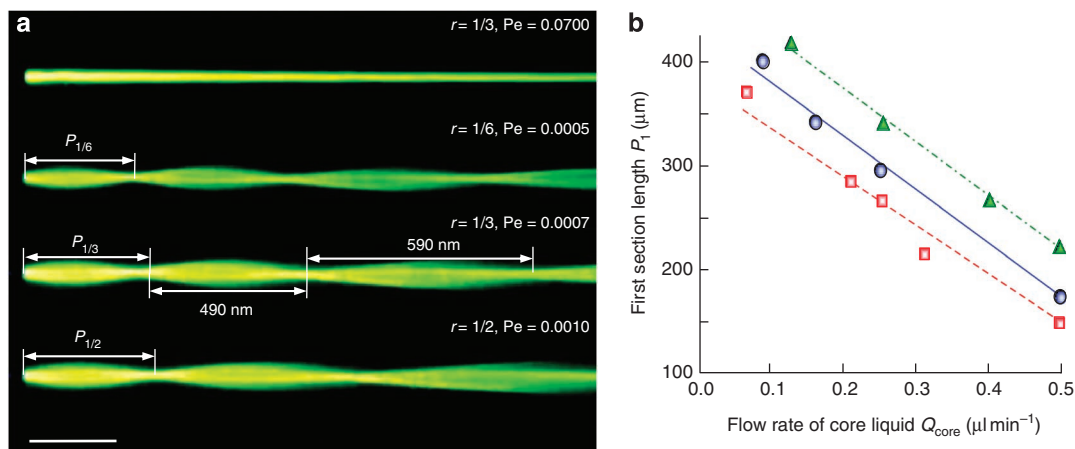 a
r = 1/3, Pe = 0.0700
r = 1/6, Pe = 0.0005
P1/6
r = 1/3, Pe = 0.0007
P1/3
590 nm
490 nm
r = 1/2, Pe = 0.0010
P1/2
b
400
300
200
100
0.0
0.1
0.2
0.3
0.4
0.5
First section length P1 (μm)
Flow rate of core liquid Qcore (μl min−1)